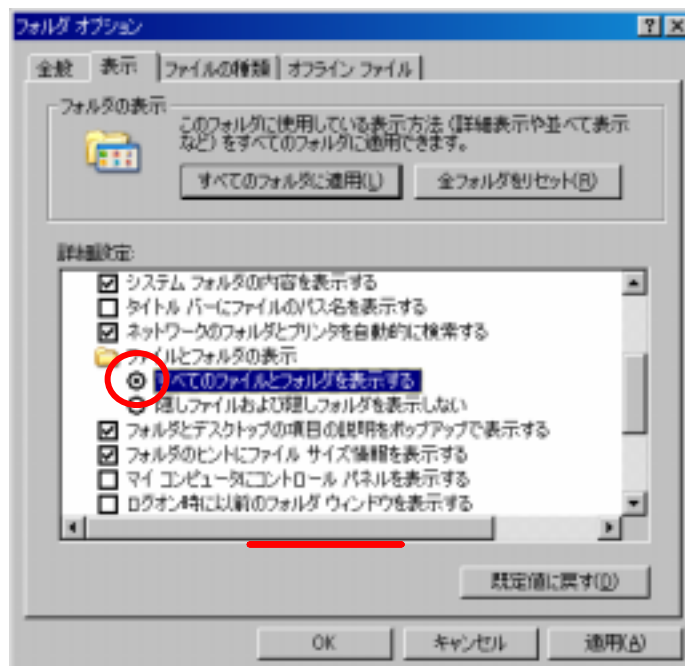 フォルダ オプション
全般 表示 ファイルの種類 オフライン ファイル
フォルダの表示
このフォルダに使用している表示方法 (詳細表示や並べて表示
など) をすべてのフォルダに適用できます。
すべてのフォルダに適用(L) 全フォルダをリセット(R)
詳細設定:
システム フォルダの内容を表示する
タイトル バーにファイルのパス名を表示する
ネットワークのフォルダとプリンタを自動的に検索する
ファイルとフォルダの表示
すべてのファイルとフォルダを表示する
隠しファイルおよび隠しフォルダを表示しない
フォルダとデスクトップの項目の説明をポップアップで表示する
フォルダのヒントにファイル サイズ情報を表示する
マイ コンピュータにコントロール パネルを表示する
ログオン時に以前のフォルダ ウィンドウを表示する
既定値に戻す(D)
OK キャンセル 適用(A)